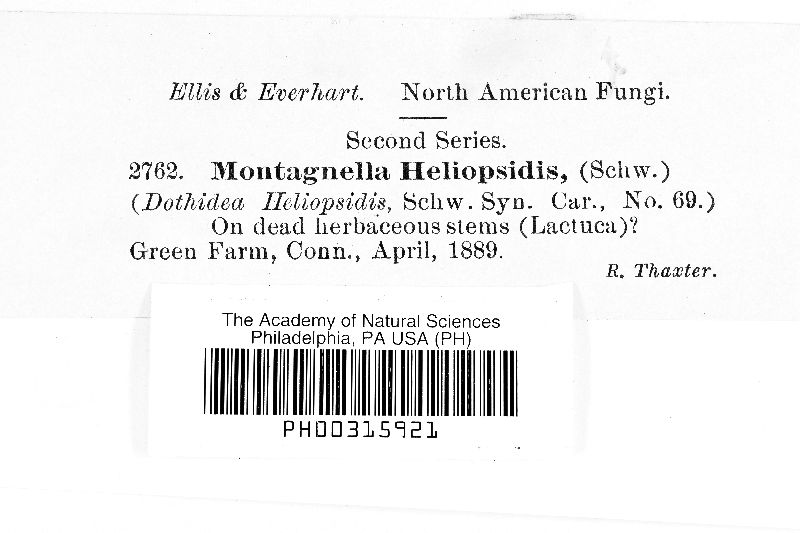 Ellis & Everhart. North American Fungi.
Second Series.
2762. Montagnella Heliopsidis, (Schw.)
(Dothidea Heliopsidis, Schw. Syn. Car., No. 69.)
On dead herbaceous stems (Lactuca)?
Green Farm, Conn., April, 1889.
R. Thaxter.
The Academy of Natural Sciences
Philadelphia, PA USA (PH)
PH00315921